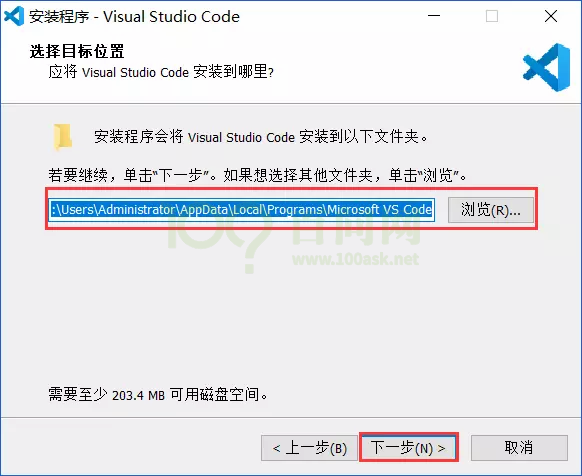 安装程序 - Visual Studio Code
选择目标位置
应将 Visual Studio Code 安装到哪里?
安装程序会将 Visual Studio Code 安装到以下文件夹。
若要继续，单击"下一步"。如果想选择其他文件夹，单击"浏览"。
:\Users\Administrator\AppData\Local\Programs\Microsoft VS Code
浏览(R)...
百问网
www.100ask.net
需要至少 203.4 MB 可用磁盘空间。
< 上一步(B)
下一步(N) >
取消